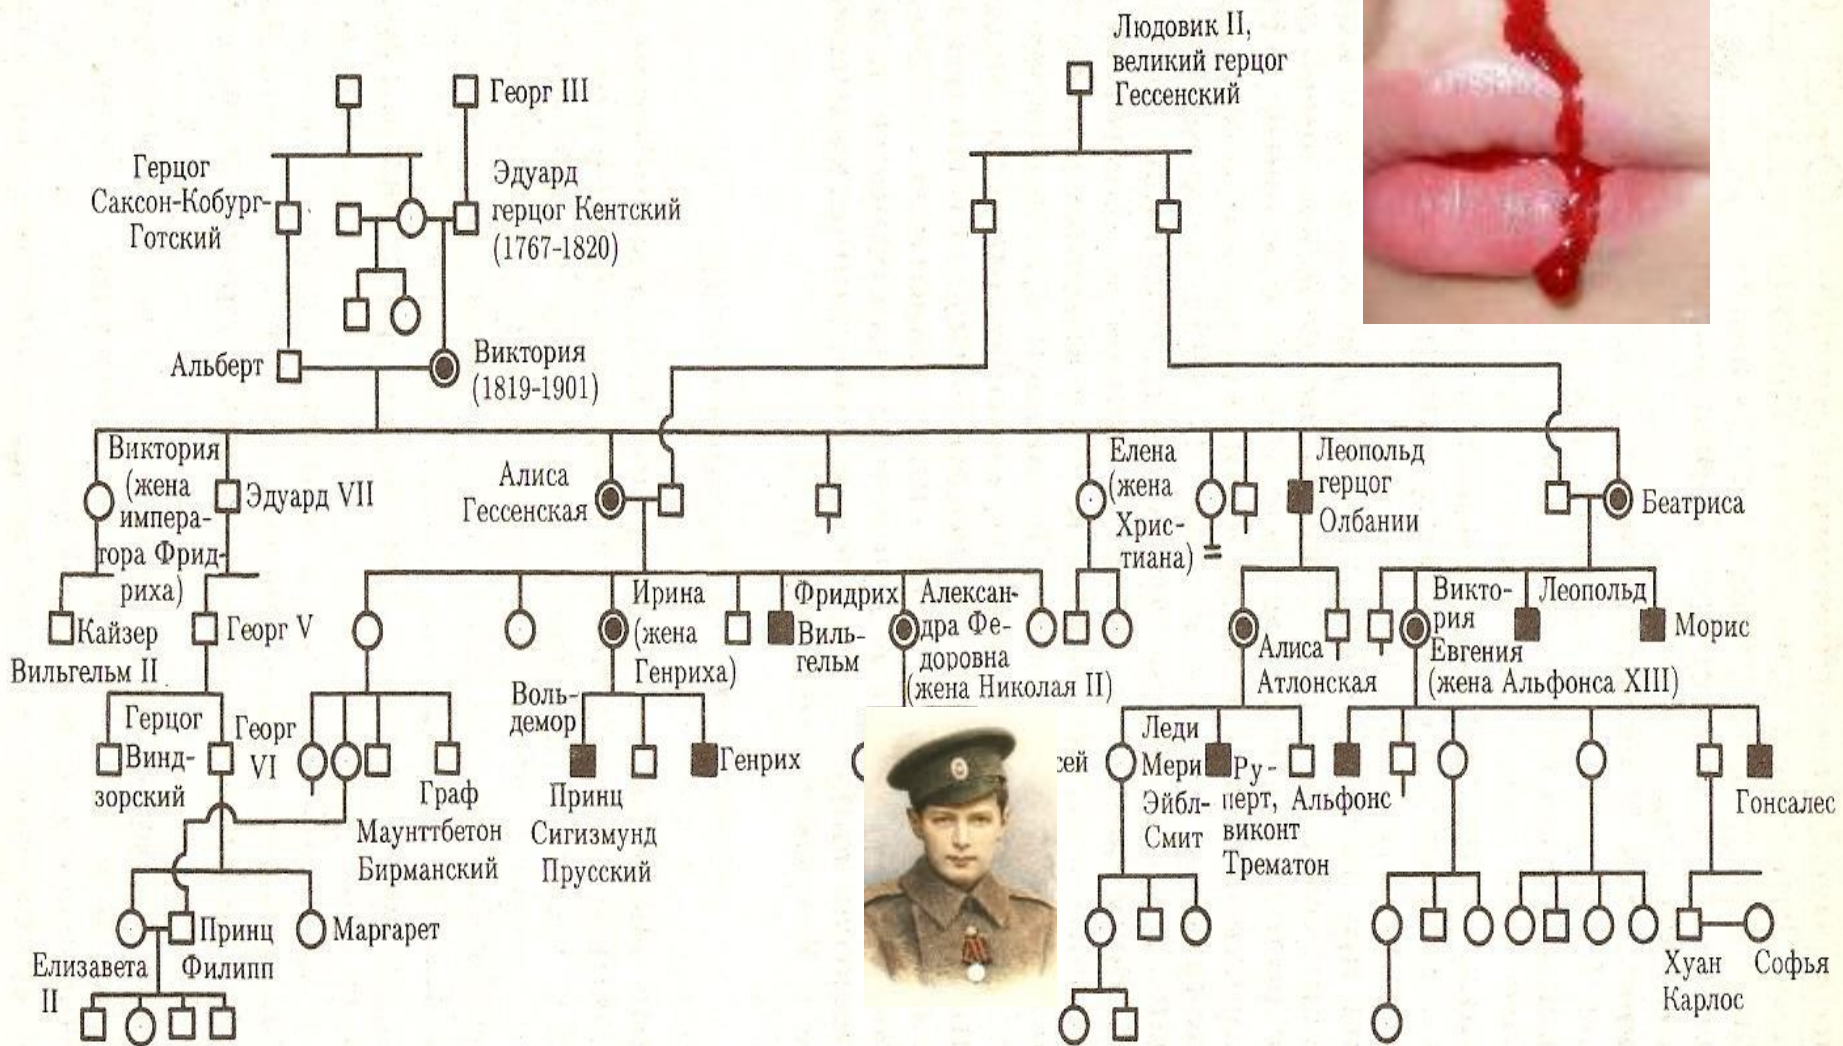 Людовик II,
великий герцог
Гессенский
Георг III
Герцог
Саксон-Кобург-
Готский
Эдуард
герцог Кентский
(1767-1820)
Альберт
Виктория
(1819-1901)
Виктория
(жена
импера-
тора Фрид-
риха)
Эдуард VII
Алиса
Гессенская
Елена
(жена
Хрис-
тиана)
Леопольд
герцог
Олбании
Беатриса
Кайзер
Вильгельм II
Георг V
Ирина
(жена
Генриха)
Фридрих
Виль-
гельм
Алексан-
дра Фе-
доровна
(жена Николая II)
Алиса
Атлонская
Викто-
рия
Евгения
(жена Альфонса XIII)
Леопольд
Морис
Герцог
Винд-
зорский
Георг
VI
Граф
Маунттбетон
Бирманский
Воль-
демор
Принц
Сигизмунд
Прусский
Генрих
сей
Леди
Мери
Эйбл-
Смит
Ру-
перт,
виконт
Трематон
Альфонс
Гонсалес
Елизавета
II
Принц
Филипп
Маргарет
Хуан
Карлос
Софья